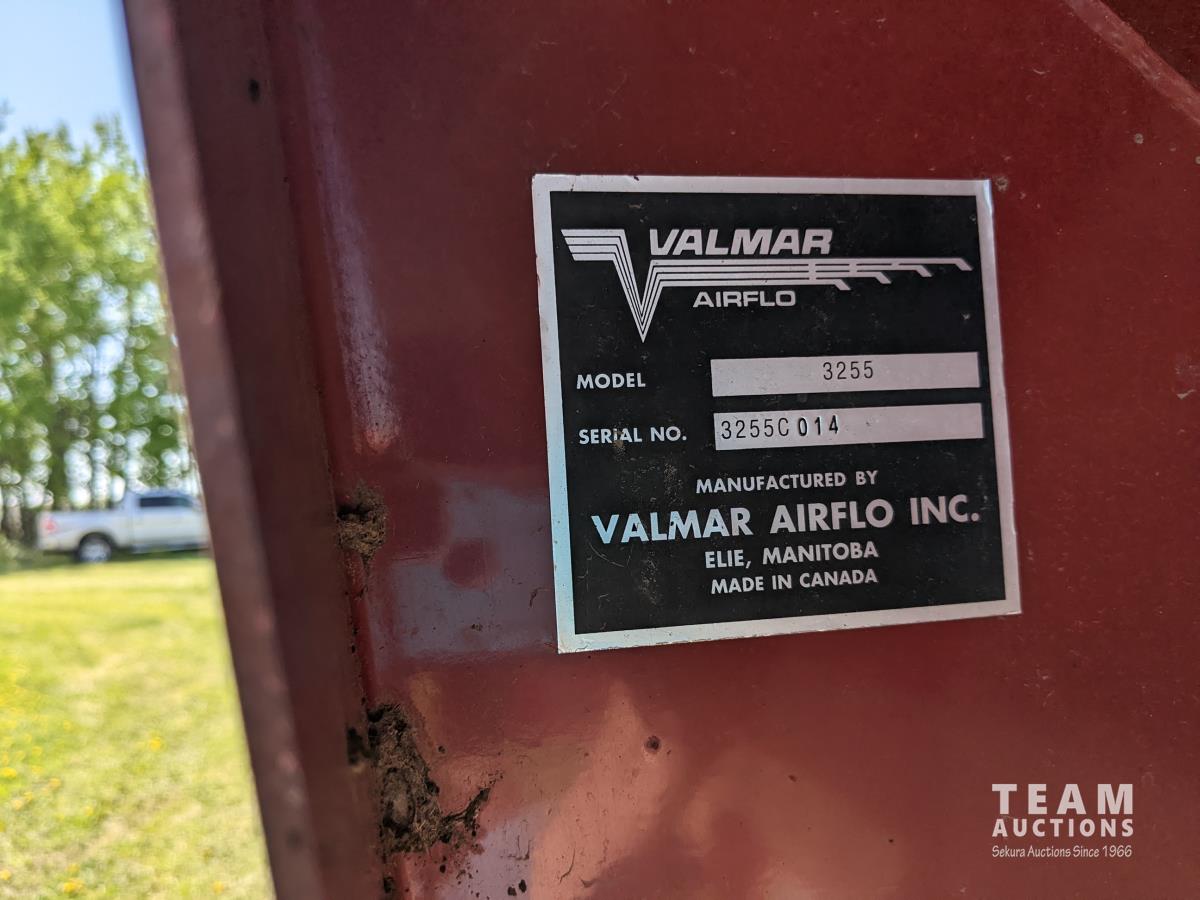 VALMAR
AIRFLO
MODEL 3255
SERIAL NO. 3255C014
MANUFACTURED BY
VALMAR AIRFLO INC.
ELIE, MANITOBA
MADE IN CANADA
TEAM
AUCTIONS
Sekura Auctions Since 1966